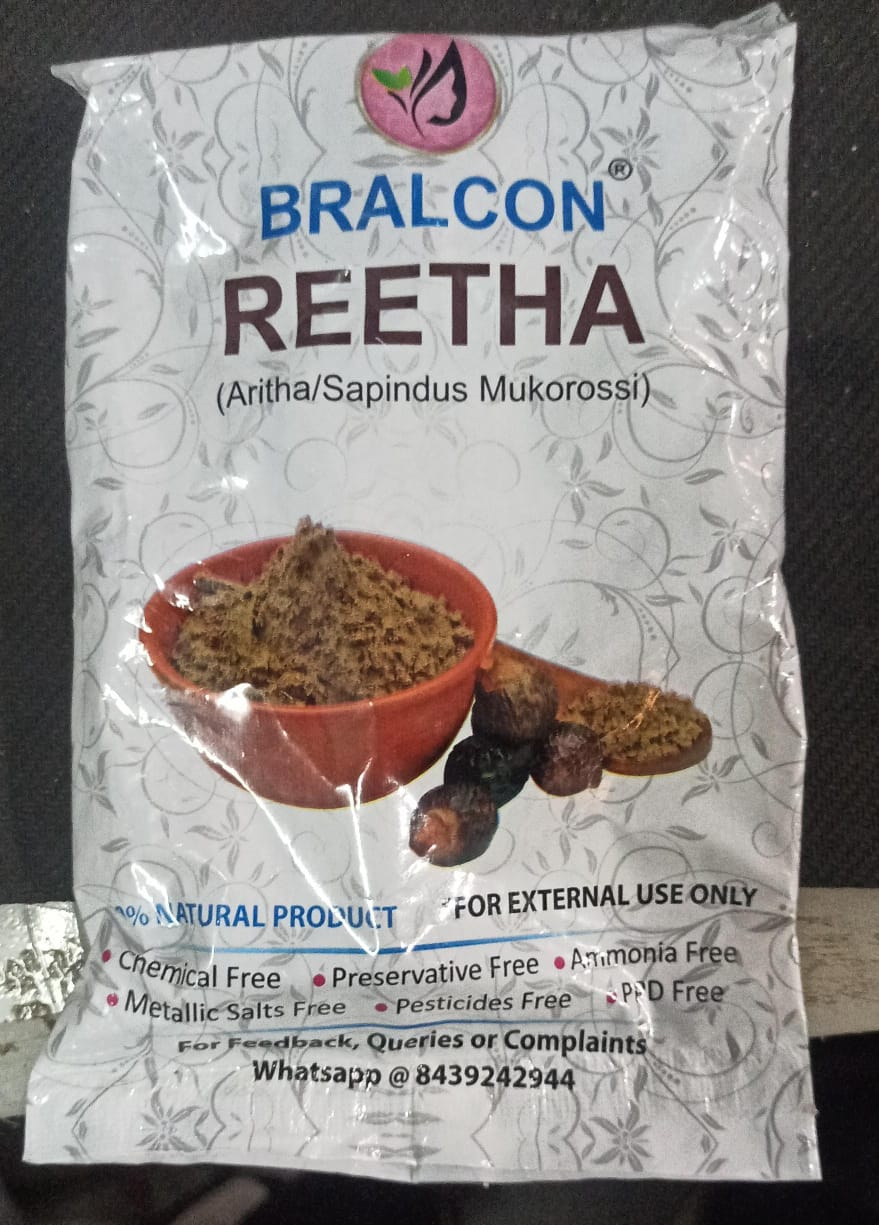 BRALCON®
REETHA
(Aritha/Sapindus Mukorossi)
% NATURAL PRODUCT *FOR EXTERNAL USE ONLY
• Chemical Free • Preservative Free • Ammonia Free
• Metallic Salts Free • Pesticides Free • PPD Free
For Feedback, Queries or Complaints
Whatsapp @ 8439242944